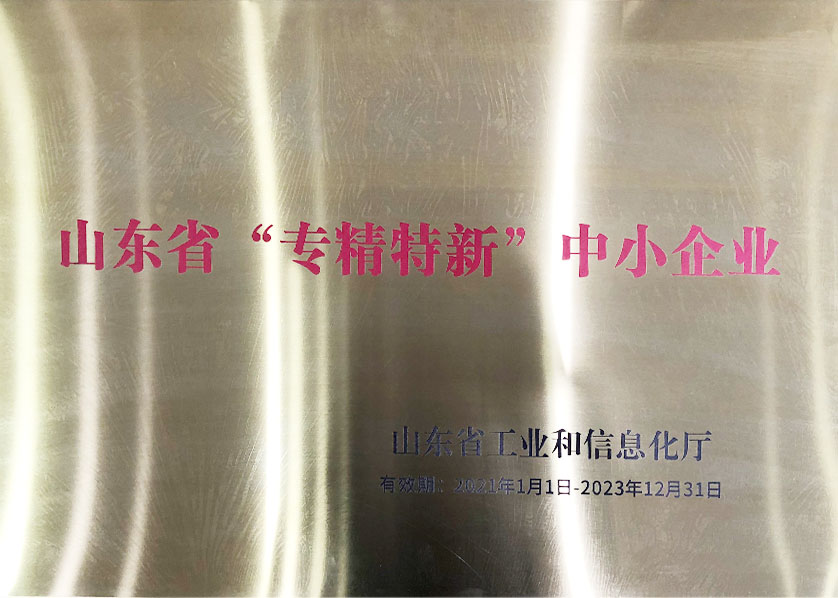 山东省“专精特新”中小企业
山东省工业和信息化厅
有效期：2021年1月1日-2023年12月31日